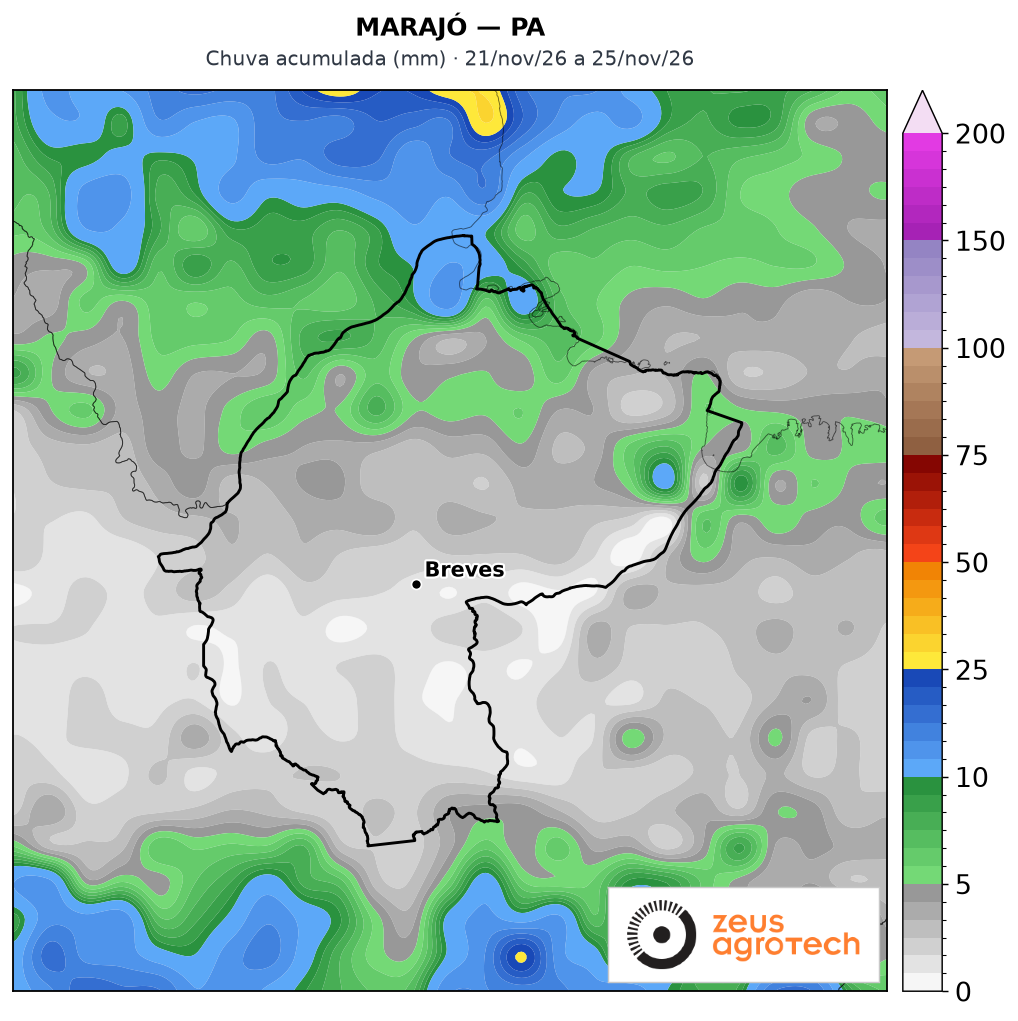 MARAJÓ — PA
Chuva acumulada (mm) · 21/nov/26 a 25/nov/26
200
150
100
75
50
25
10
5
0
Breves
zeus
agrotech